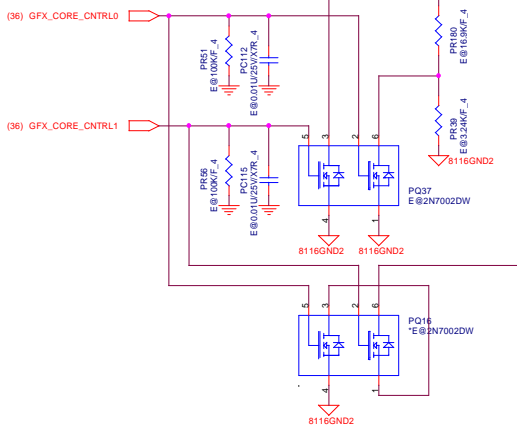 (36) GFX_CORE_CNTRL0
PR51
E@100K/F_4
PC112
E@0.01U/25V/X7R_4
PR180
E@16.9K/F_4
(36) GFX_CORE_CNTRL1
PR56
E@100K/F_4
PC115
E@0.01U/25V/X7R_4
5
3
2
6
PR39
E@3.24K/F_4
8116GND2
PQ37
E@2N7002DW
4
1
8116GND2
8116GND2
5
3
2
6
PQ16
*E@2N7002DW
4
1
8116GND2